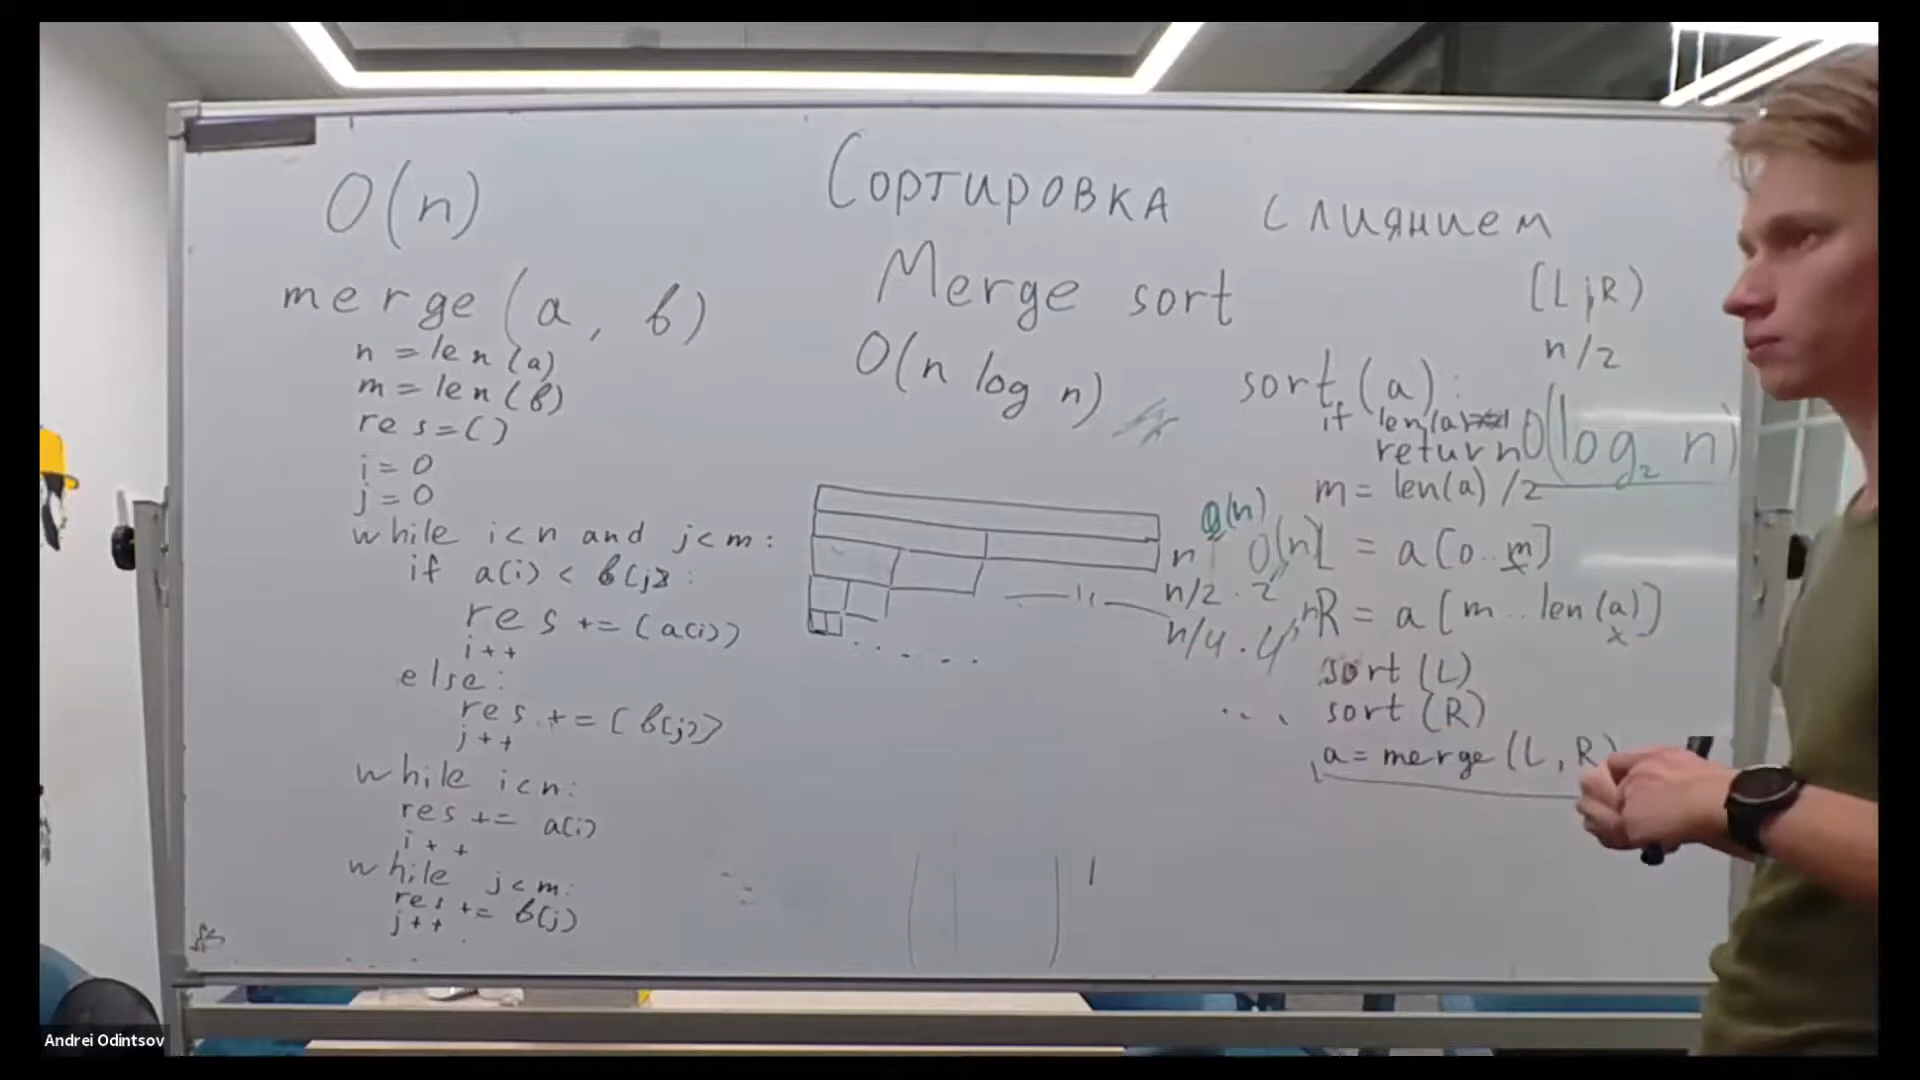 O(n)
merge(a, b)
n = len(a)
m = len(b)
res=()
i = 0
j = 0
while i<n and j<m:
if a(i) < b(j):
res += (a(i))
i++
else:
res += (b(j))
j++
while i<n:
res += a(i)
i++
while j<m:
res += b(j)
j++
Сортировка слиянием
Merge sort
O(n log n)
n
n/2 · 2
n/4 · 4
O(n)
O(n)
n
. . .
[L, R)
n/2
O(log₂ n)
sort(a):
if len(a)
return
m = len(a)/2
L = a[0..m]
R = a[m..len(a)]
sort(L)
sort(R)
a = merge(L, R)
Andrei Odintsov